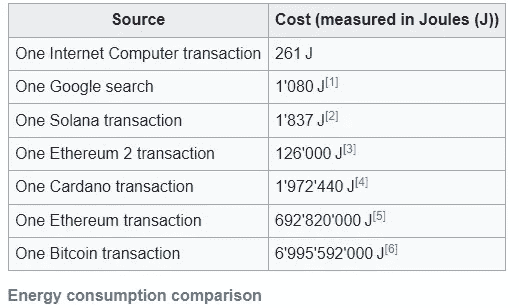 Source Cost (measured in Joules (J))
One Internet Computer transaction 261 J
One Google search 1'080 J[1]
One Solana transaction 1'837 J[2]
One Ethereum 2 transaction 126'000 J[3]
One Cardano transaction 1'972'440 J[4]
One Ethereum transaction 692'820'000 J[5]
One Bitcoin transaction 6'995'592'000 J[6]
Energy consumption comparison